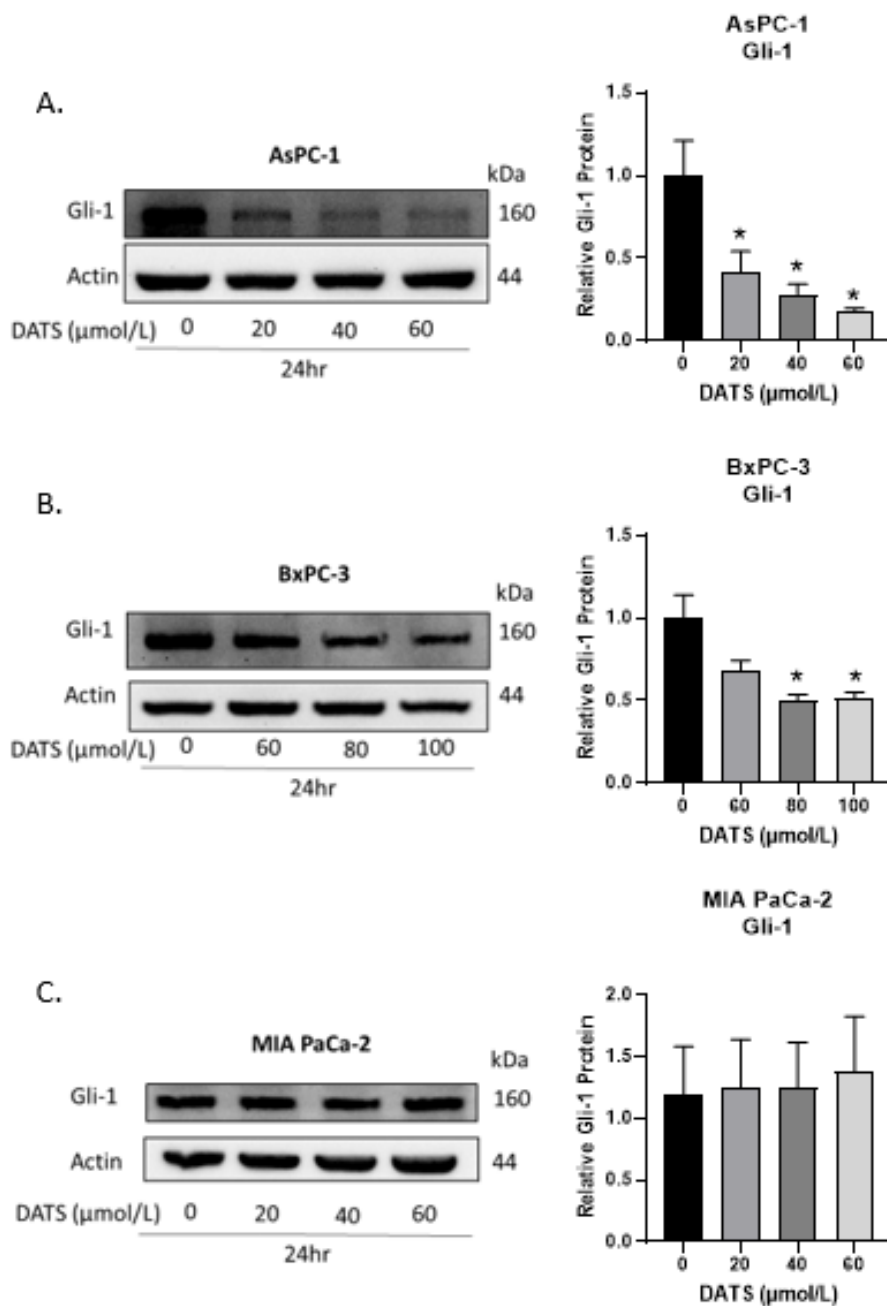 A.
AsPC-1
kDa
Gli-1
160
Actin
44
DATS (µmol/L) 0 20 40 60
24hr
AsPC-1
Gli-1
Relative Gli-1 Protein
1.5
1.0
0.5
0.0
* * *
0 20 40 60
DATS (µmol/L)
B.
BxPC-3
kDa
Gli-1
160
Actin
44
DATS (µmol/L) 0 60 80 100
24hr
BxPC-3
Gli-1
Relative Gli-1 Protein
1.5
1.0
0.5
0.0
* *
0 60 80 100
DATS (µmol/L)
C.
MIA PaCa-2
kDa
Gli-1
160
Actin
44
DATS (µmol/L) 0 20 40 60
24hr
MIA PaCa-2
Gli-1
Relative Gli-1 Protein
2.0
1.5
1.0
0.5
0.0
0 20 40 60
DATS (µmol/L)